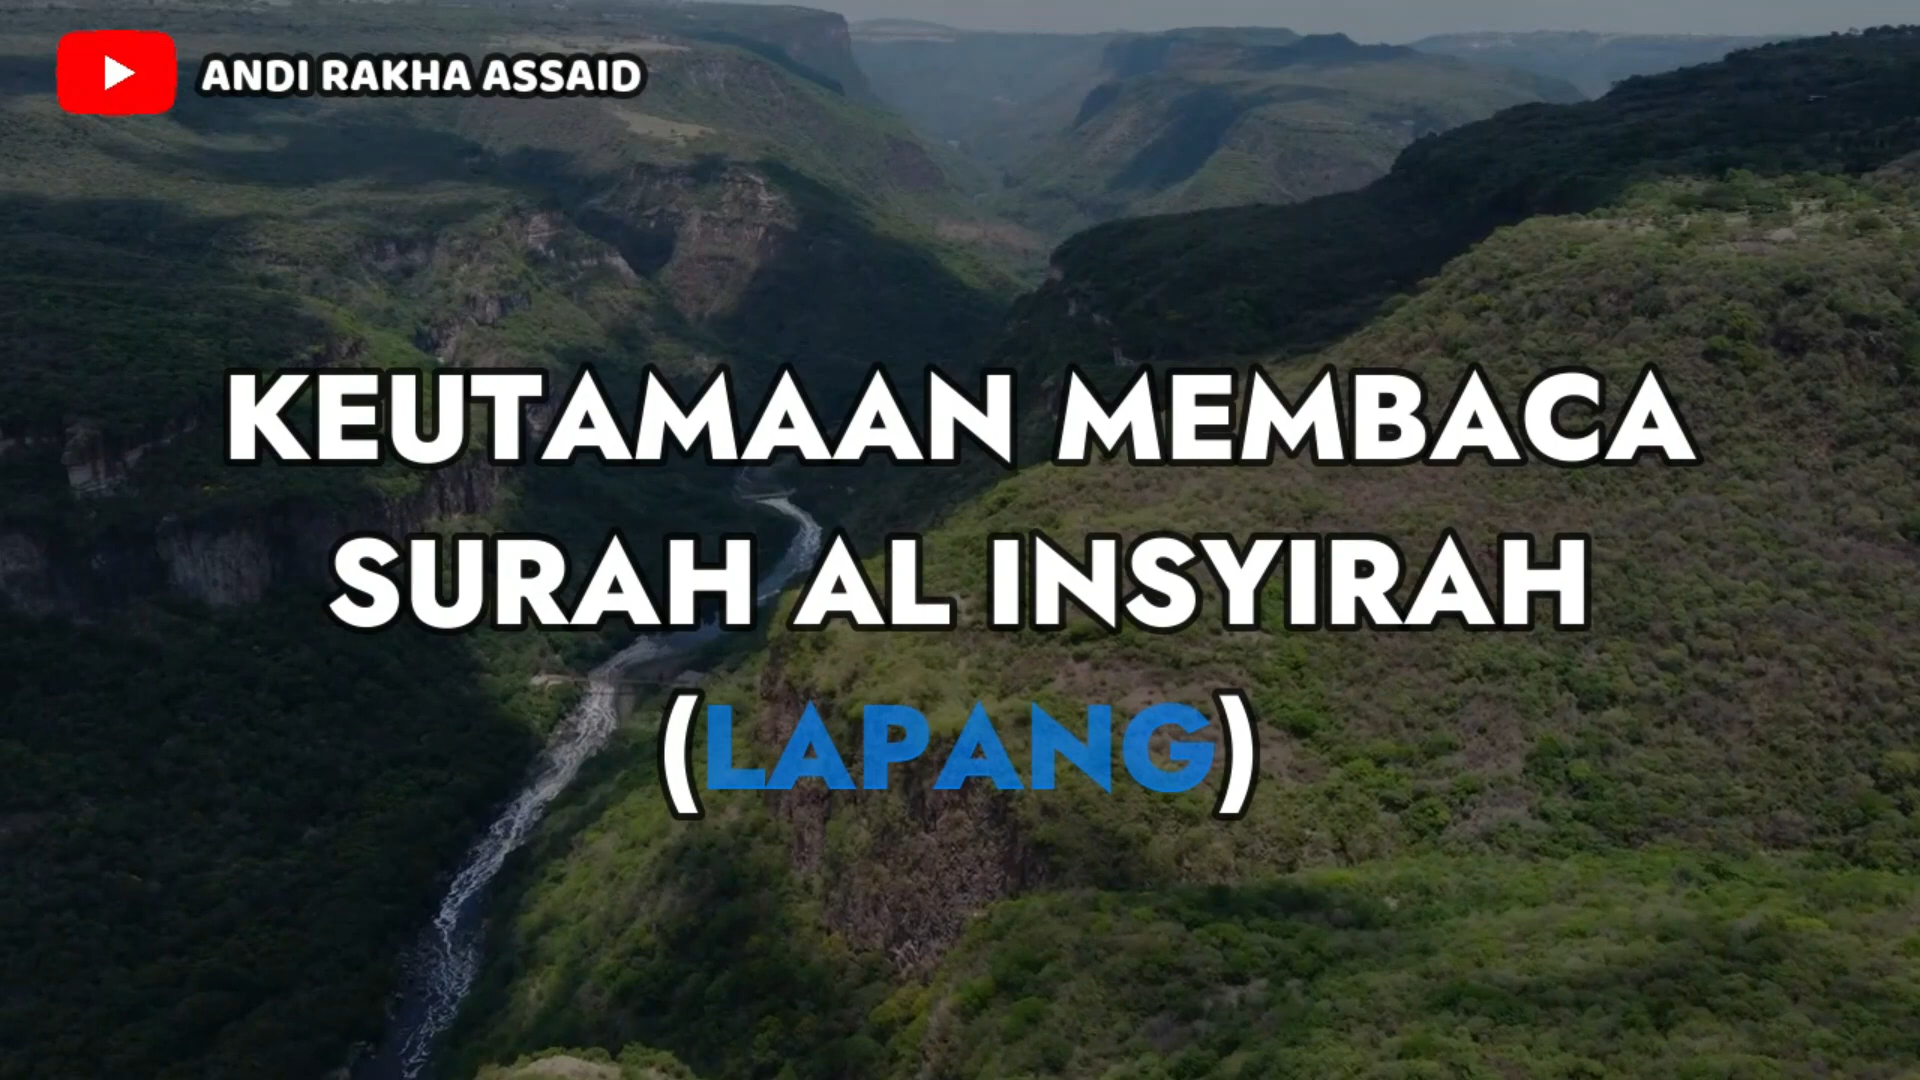 ANDI RAKHA ASSAID
KEUTAMAAN MEMBACA
SURAH AL INSYIRAH
(LAPANG)